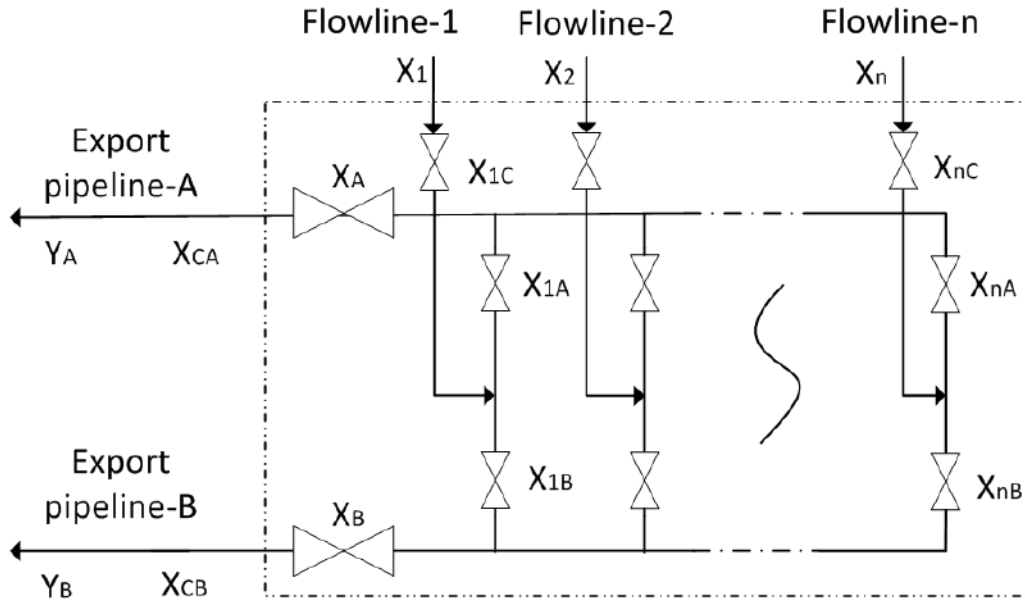 Flowline-1 Flowline-2 Flowline-n
X1 X2 Xn
Export
pipeline-A
XA X1C XnC
YA XCA
X1A XnA
Export
pipeline-B
XB X1B XnB
YB XCB